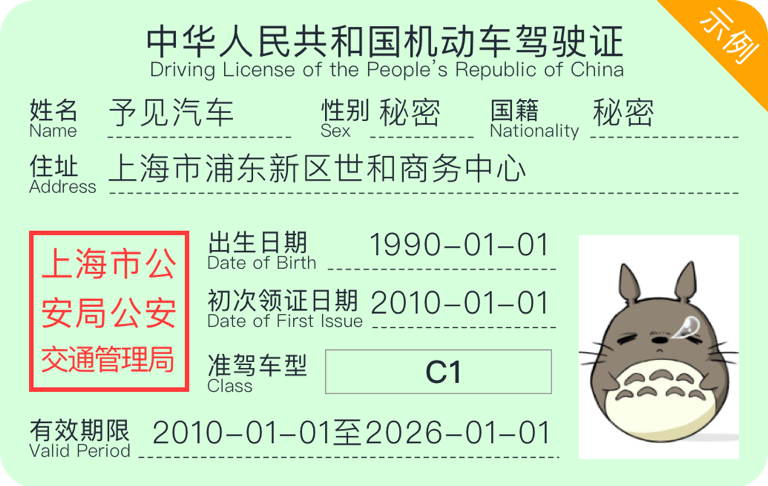 示例
中华人民共和国机动车驾驶证
Driving License of the People's Republic of China
姓名 予见汽车 性别 秘密 国籍 秘密
Name Sex Nationality
住址 上海市浦东新区世和商务中心
Address
上海市公
安局公安
交通管理局
出生日期 1990-01-01
Date of Birth
初次领证日期 2010-01-01
Date of First Issue
准驾车型 C1
Class
有效期限 2010-01-01至2026-01-01
Valid Period